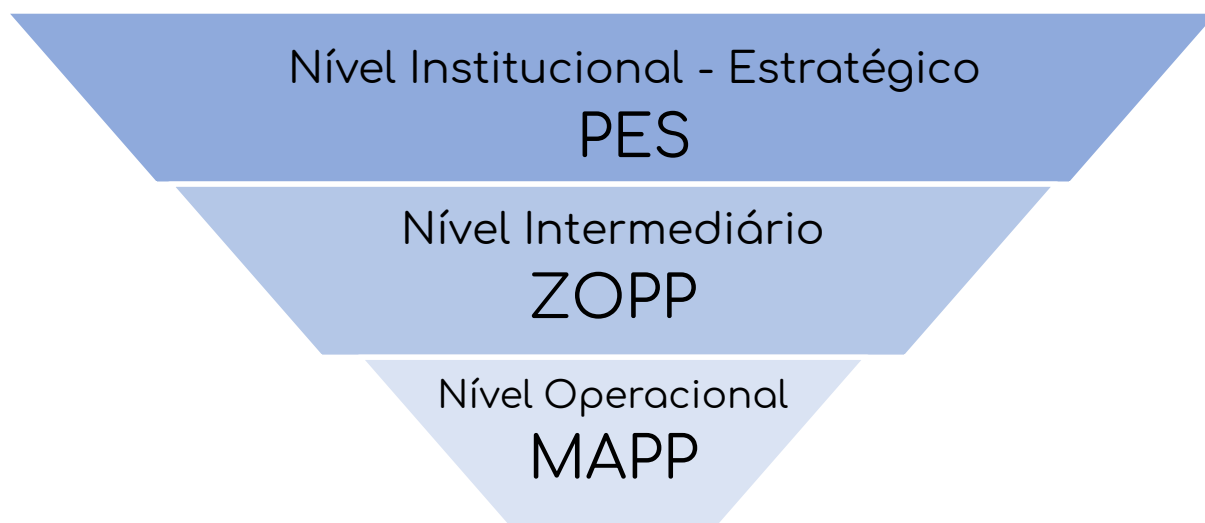 Nível Institucional - Estratégico
PES
Nível Intermediário
ZOPP
Nível Operacional
MAPP